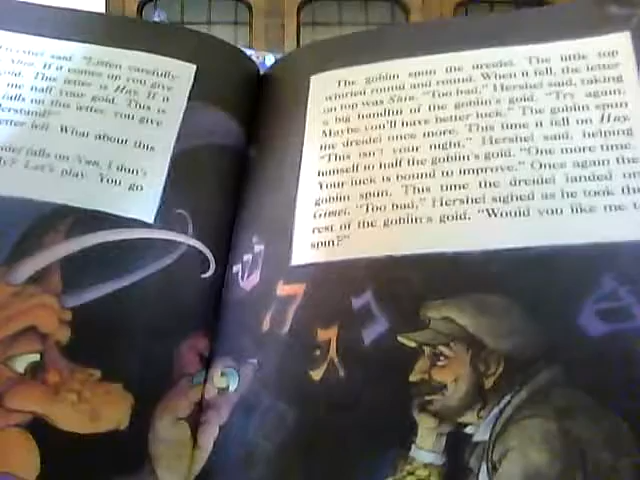 Hershel said, "Listen carefully
If it comes up you give
This letter is Hay. If it
me half your gold. This is
falls on this letter, you give
What about this
falls on Nun, I don't
Let's play. You go
The goblin spun the dreidel. The little top
whirled round and round. When it fell, the letter
on top was Shin. "Too bad," Hershel said, taking
a big handful of the goblin's gold. "Try again.
Maybe you'll have better luck." The goblin spun
the dreidel once more. This time it fell on Hay.
"This isn't your night," Hershel said, helping
himself to half the goblin's gold. "One more time.
Your luck is bound to improve." Once again the
goblin spun. This time the dreidel landed on
Gimel. "Too bad," Hershel sighed as he took the
rest of the goblin's gold. "Would you like me to
spin?"
ש
ה
ג
נ